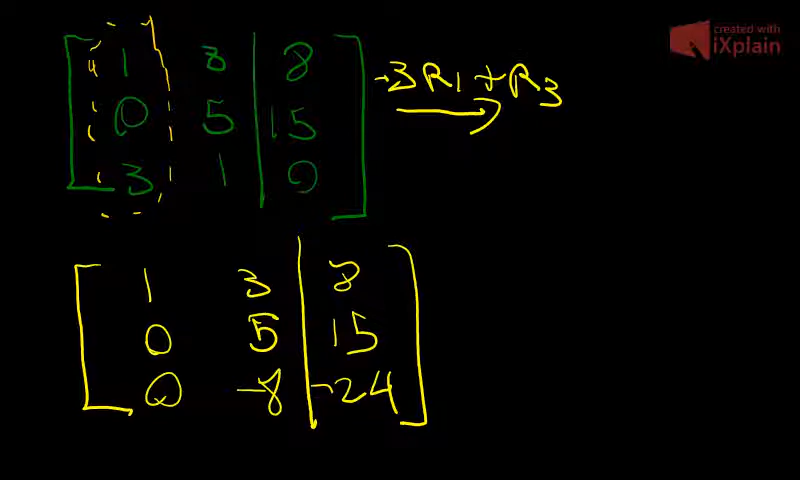 created with
iXplain
1 3 8
-3R1+R3
0 5 15
3 1 0
1 3 8
0 5 15
0 -8 -24